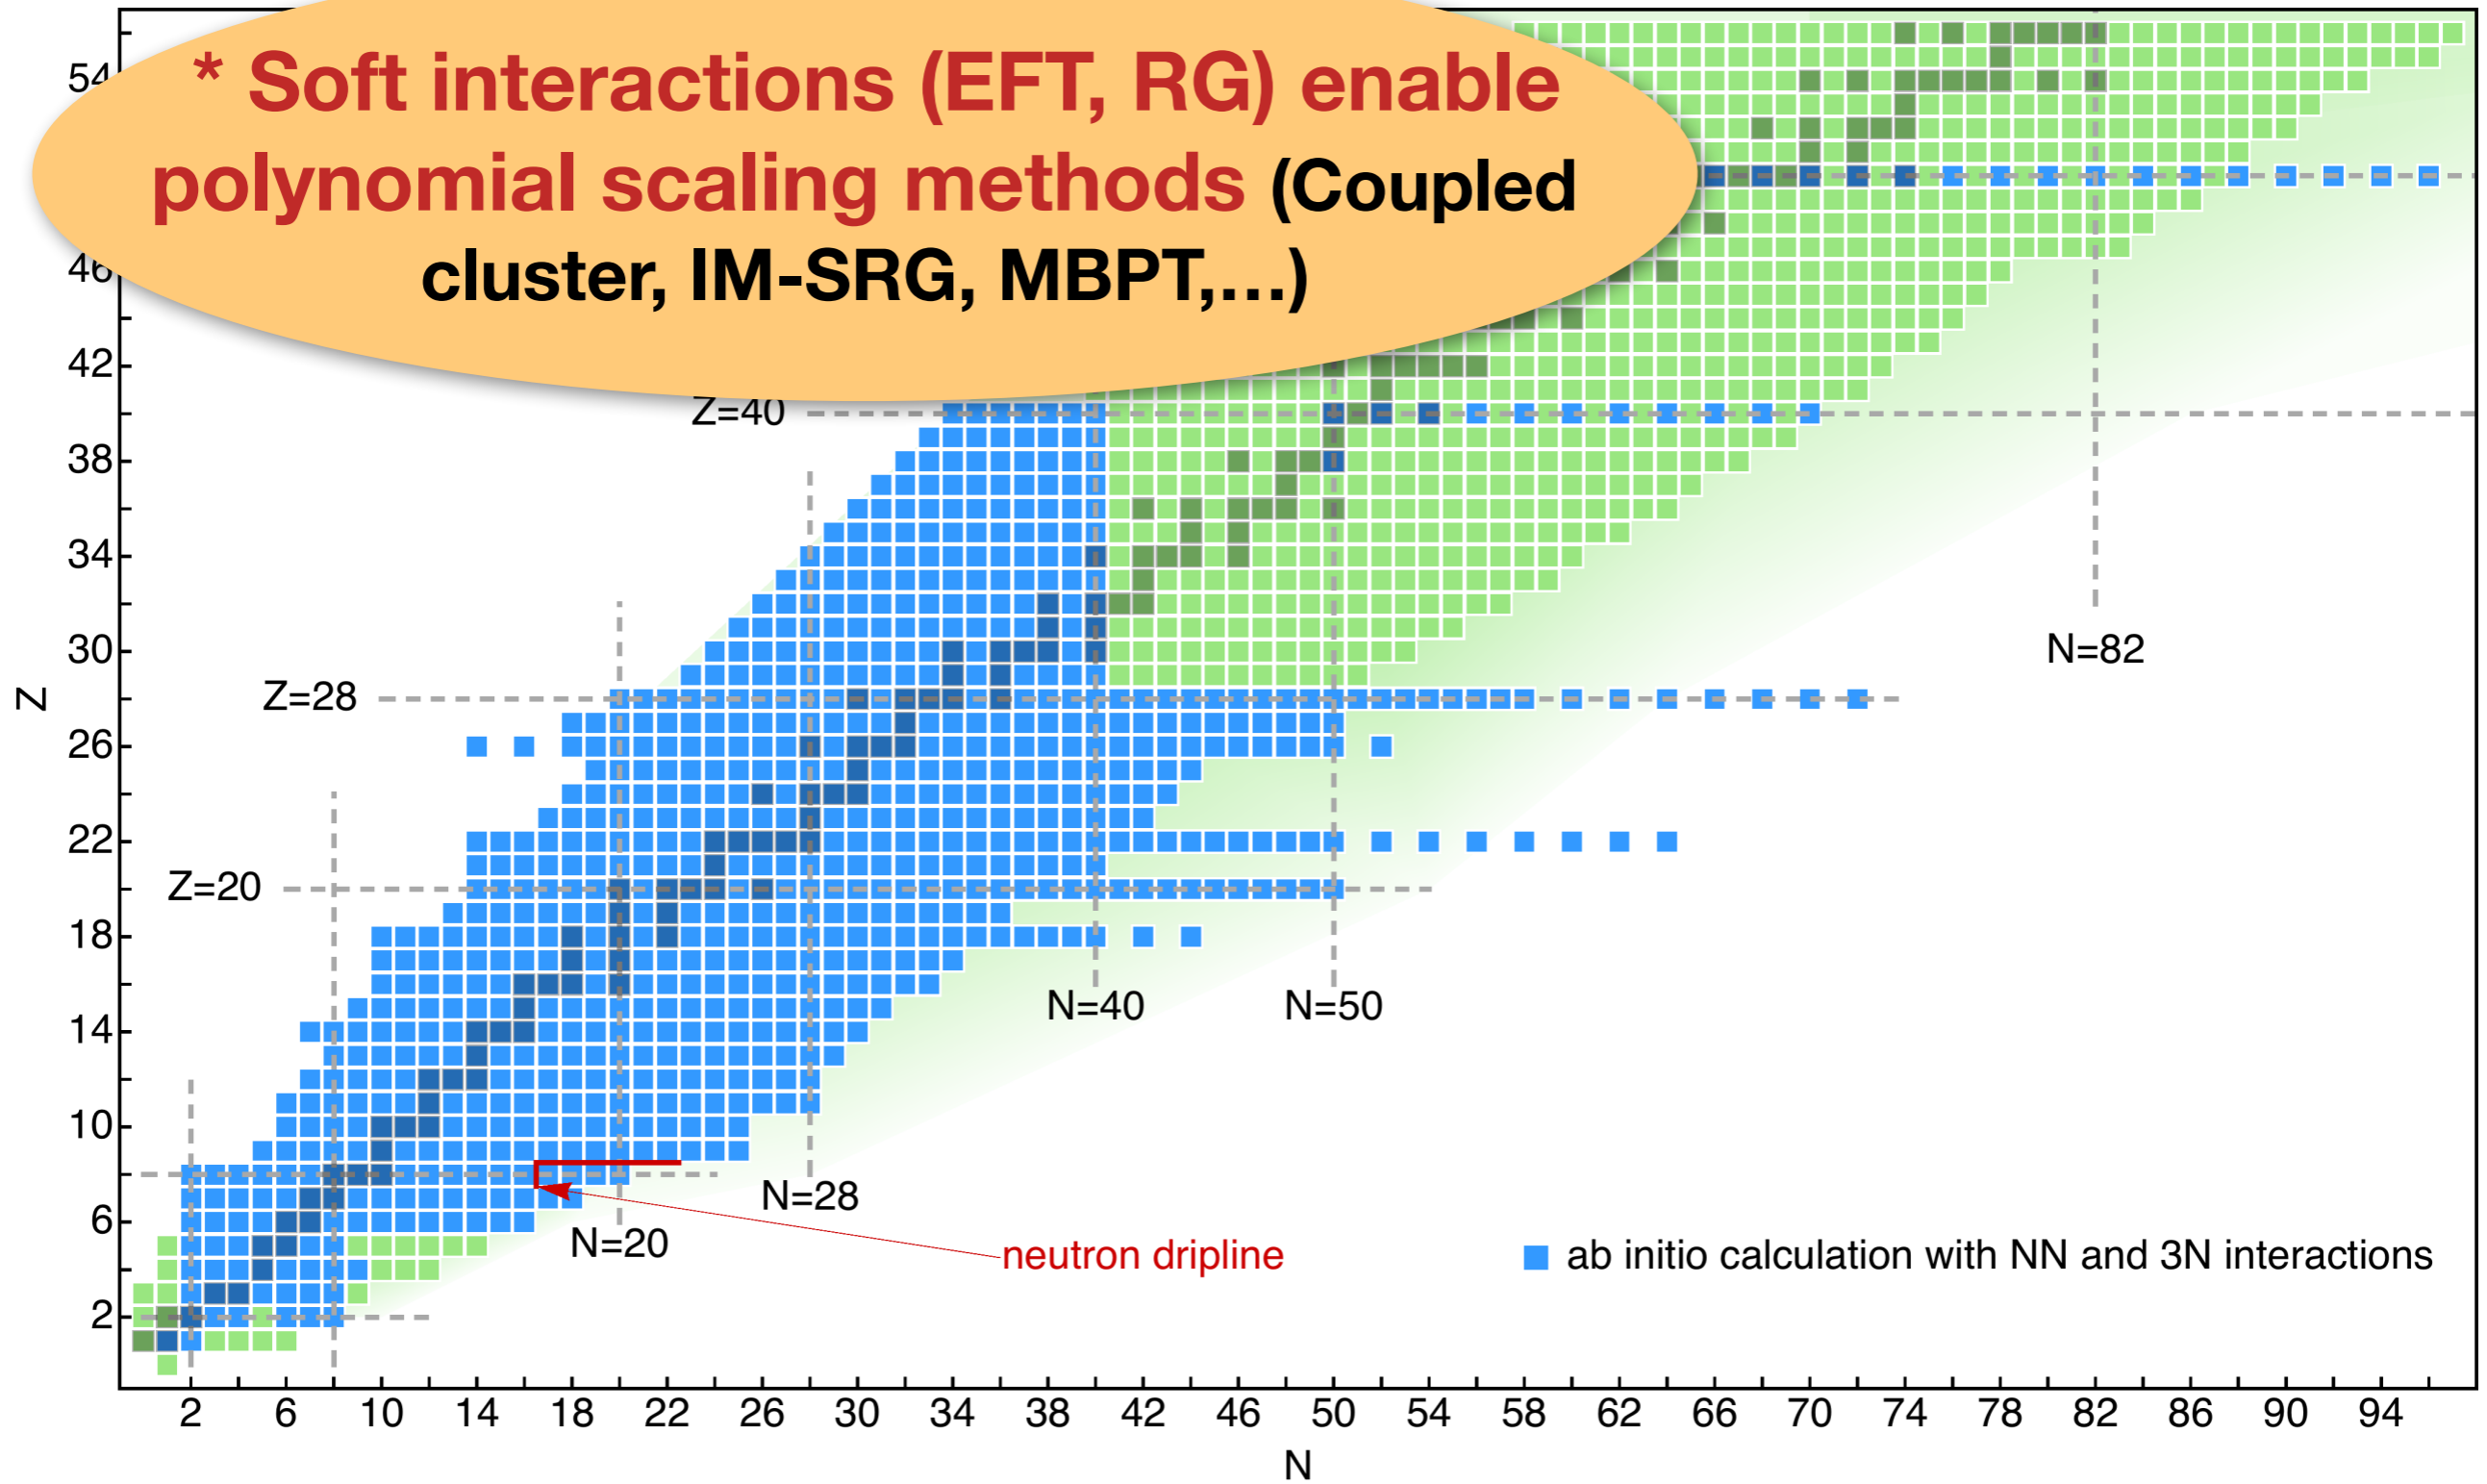 * Soft interactions (EFT, RG) enable
polynomial scaling methods (Coupled
cluster, IM-SRG, MBPT,...)
54
46
42
Z=40
38
34
30
N=82
Z=28
Z
26
22
Z=20
18
N=40
N=50
14
10
N=28
6
N=20
neutron dripline
ab initio calculation with NN and 3N interactions
2
2 6 10 14 18 22 26 30 34 38 42 46 50 54 58 62 66 70 74 78 82 86 90 94
N